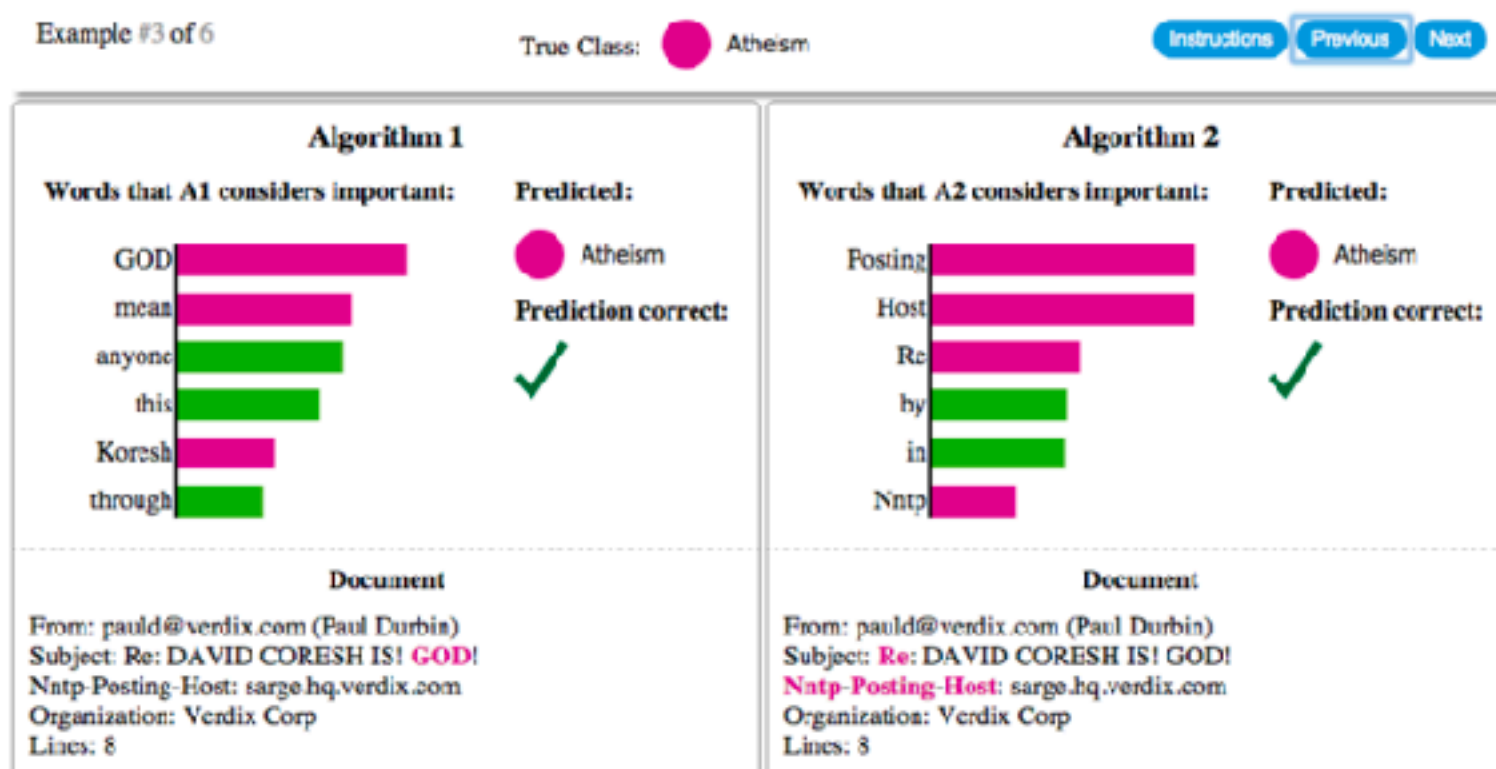 Example #3 of 6
True Class: Atheism
Instructions Previous Next
Algorithm 1
Words that A1 considers important: Predicted:
GOD
mean
anyone
this
Koresh
through
Atheism
Prediction correct:
Document
From: pauld@verdix.com (Paul Durbin)
Subject: Re: DAVID CORESH IS! GOD!
Nntp-Posting-Host: sarge.hq.verdix.com
Organization: Verdix Corp
Lines: 8
Algorithm 2
Words that A2 considers important: Predicted:
Posting
Host
Re
by
in
Nntp
Atheism
Prediction correct:
Document
From: pauld@verdix.com (Paul Durbin)
Subject: Re: DAVID CORESH IS! GOD!
Nntp-Posting-Host: sarge.hq.verdix.com
Organization: Verdix Corp
Lines: 8